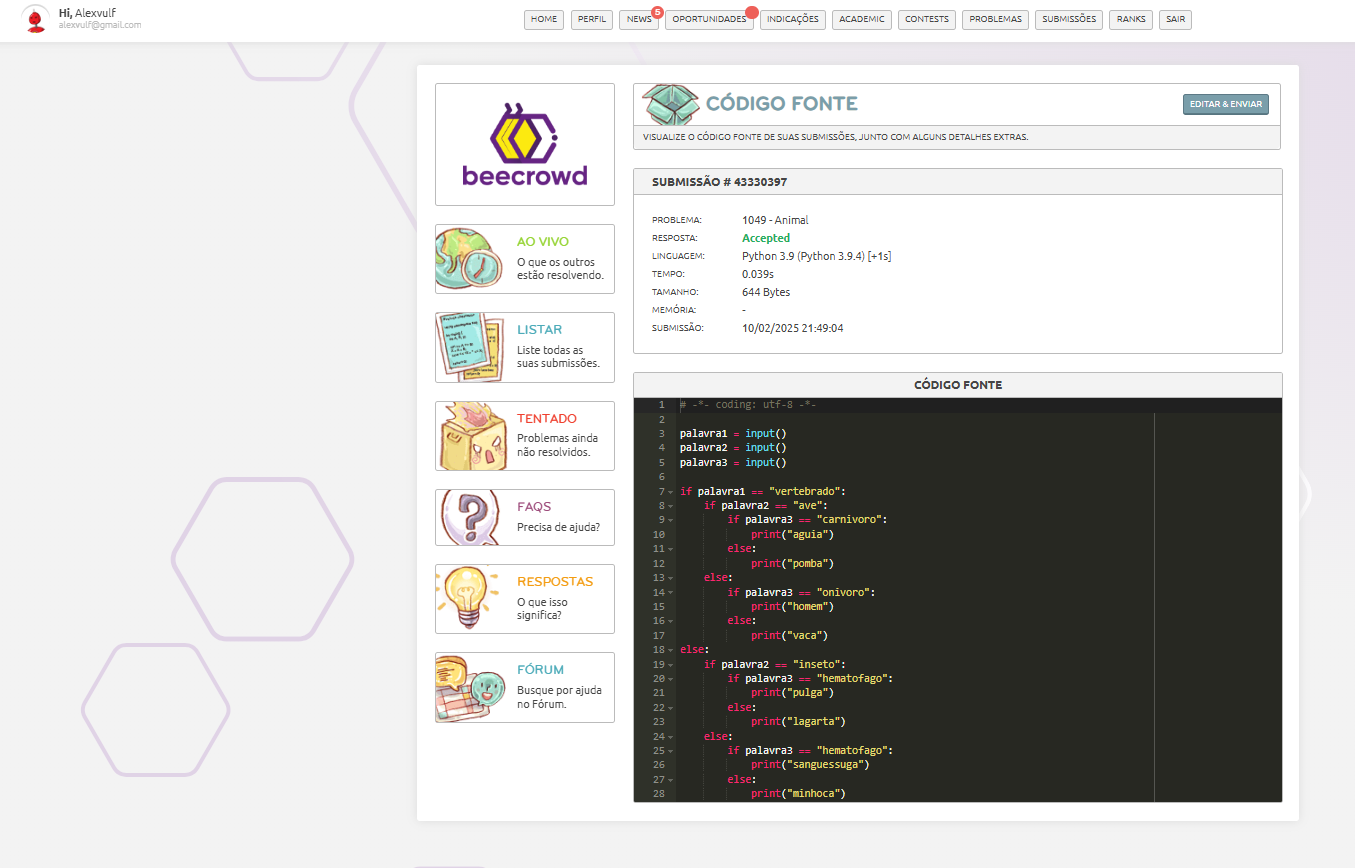 Hi, Alexvulf
alexvulf@gmail.com
HOME
PERFIL
NEWS
5
OPORTUNIDADES
INDICAÇÕES
ACADEMIC
CONTESTS
PROBLEMAS
SUBMISSÕES
RANKS
SAIR
beecrowd
AO VIVO
O que os outros
estão resolvendo.
LISTAR
Liste todas as
suas submissões.
TENTADO
Problemas ainda
não resolvidos.
FAQS
Precisa de ajuda?
RESPOSTAS
O que isso
significa?
FÓRUM
Busque por ajuda
no Fórum.
CÓDIGO FONTE
EDITAR & ENVIAR
VISUALIZE O CÓDIGO FONTE DE SUAS SUBMISSÕES, JUNTO COM ALGUNS DETALHES EXTRAS.
SUBMISSÃO # 43330397
PROBLEMA: 1049 - Animal
RESPOSTA: Accepted
LINGUAGEM: Python 3.9 (Python 3.9.4) [+1s]
TEMPO: 0.039s
TAMANHO: 644 Bytes
MEMÓRIA: -
SUBMISSÃO: 10/02/2025 21:49:04
CÓDIGO FONTE
1 # -*- coding: utf-8 -*-
2
3 palavra1 = input()
4 palavra2 = input()
5 palavra3 = input()
6
7 if palavra1 == "vertebrado":
8     if palavra2 == "ave":
9         if palavra3 == "carnivoro":
10             print("aguia")
11         else:
12             print("pomba")
13     else:
14         if palavra3 == "onivoro":
15             print("homem")
16         else:
17             print("vaca")
18 else:
19     if palavra2 == "inseto":
20         if palavra3 == "hematofago":
21             print("pulga")
22         else:
23             print("lagarta")
24     else:
25         if palavra3 == "hematofago":
26             print("sanguessuga")
27         else:
28             print("minhoca")